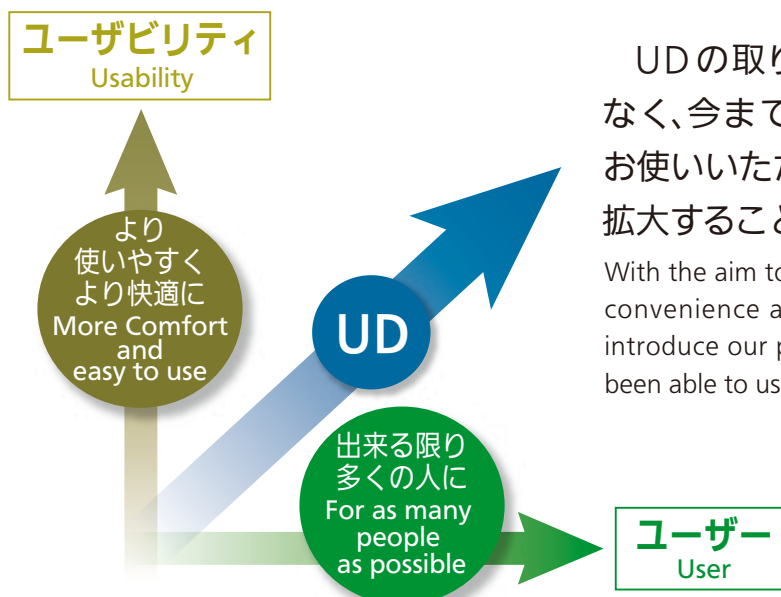 ユーザビリティ
Usability
より
使いやすく
より快適に
More Comfort
and
easy to use
UD
出来る限り
多くの人に
For as many
people
as possible
ユーザー
User
UDの取り
なく、今まで
お使いいた
拡大すること
With the aim to
convenience a
introduce our p
been able to us